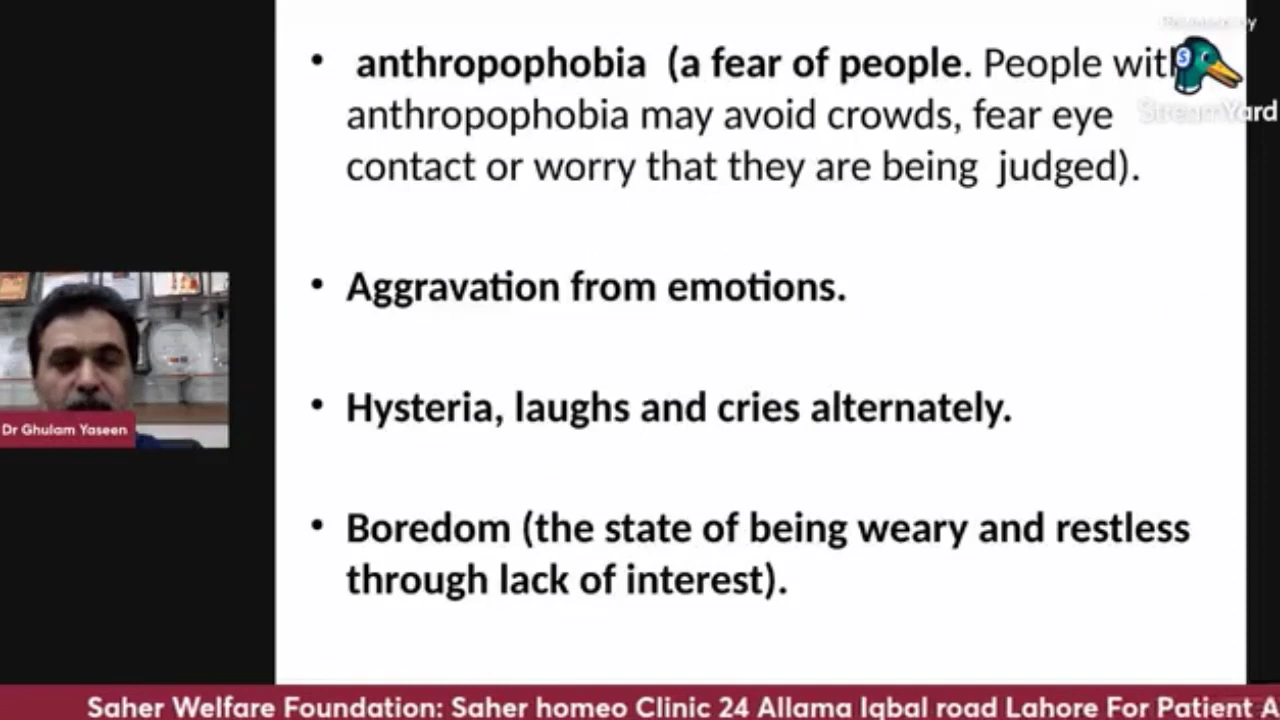 Powered by
StreamYard
• anthropophobia (a fear of people. People with
anthropophobia may avoid crowds, fear eye
contact or worry that they are being judged).
• Aggravation from emotions.
• Hysteria, laughs and cries alternately.
• Boredom (the state of being weary and restless
through lack of interest).
Dr Ghulam Yaseen
Saher Welfare Foundation: Saher homeo Clinic 24 Allama Iqbal road Lahore For Patient A